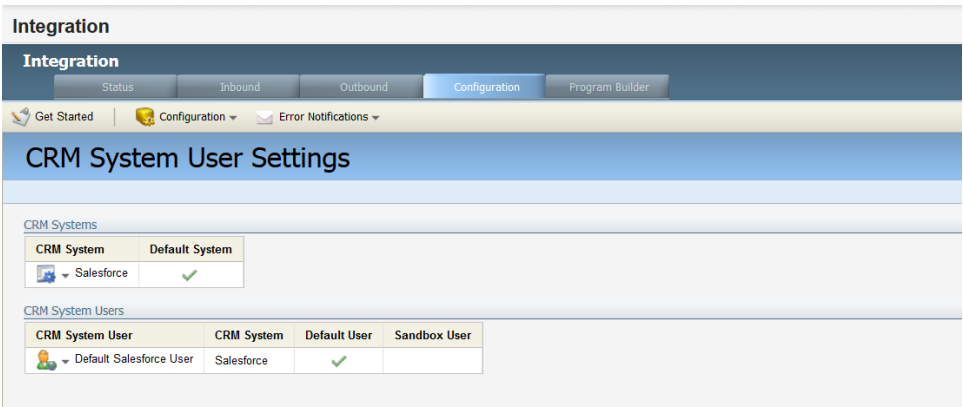 Integration
Integration
Status Inbound Outbound Configuration Program Builder
Get Started Configuration Error Notifications
CRM System User Settings
CRM Systems
CRM System Default System
Salesforce
CRM System Users
CRM System User CRM System Default User Sandbox User
Default Salesforce User Salesforce